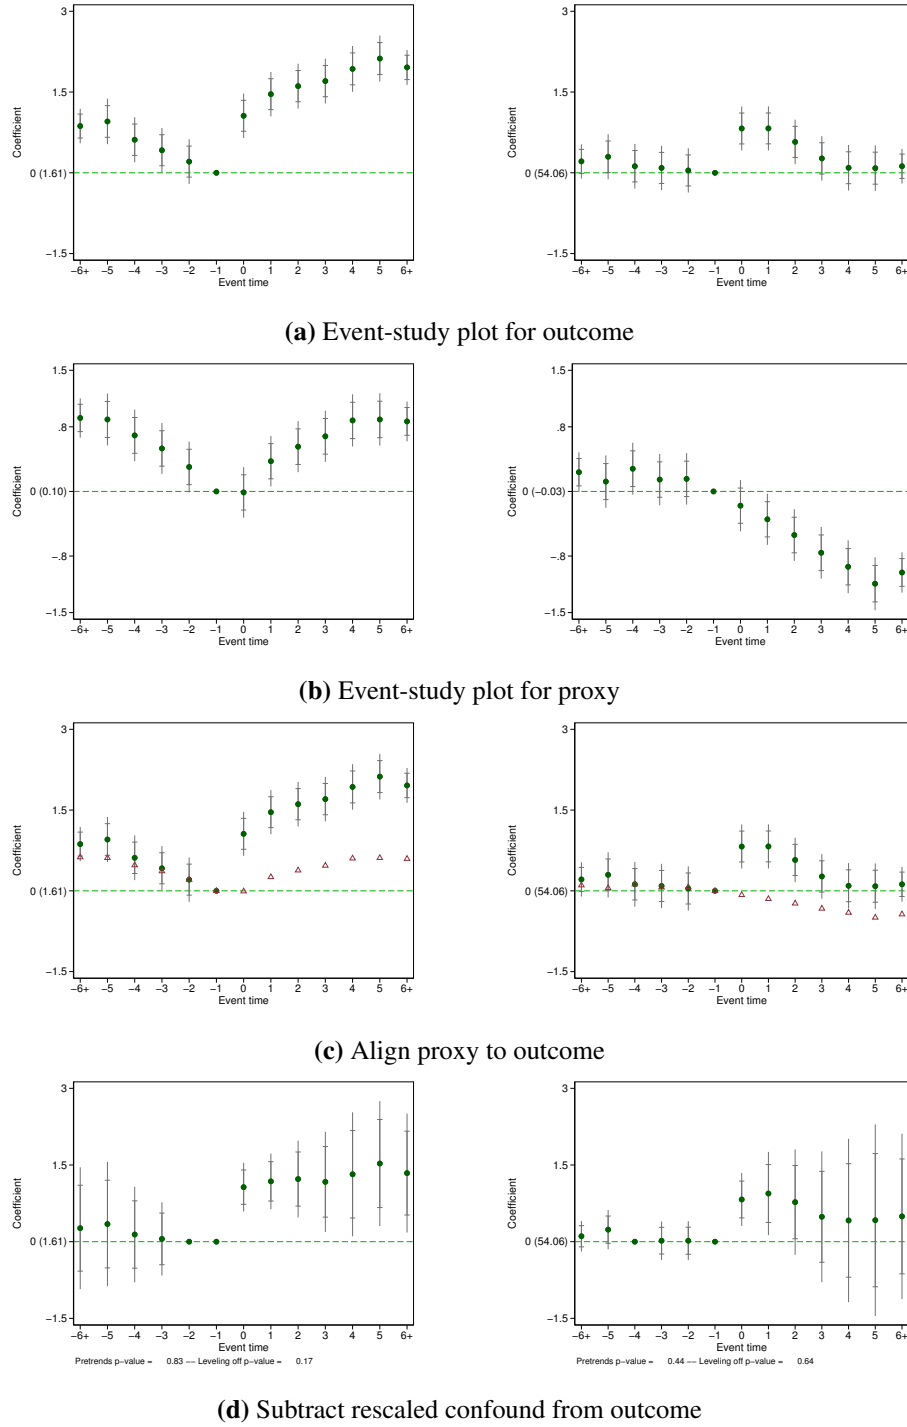 3
1.5
0 (1.61)
−1.5
Coefficient
−6+ −5 −4 −3 −2 −1 0 1 2 3 4 5 6+
Event time
3
1.5
0 (54.06)
−1.5
Coefficient
−6+ −5 −4 −3 −2 −1 0 1 2 3 4 5 6+
Event time
(a) Event-study plot for outcome
1.5
.8
0 (0.10)
−.8
−1.5
Coefficient
−6+ −5 −4 −3 −2 −1 0 1 2 3 4 5 6+
Event time
1.5
.8
0 (−0.03)
−.8
−1.5
Coefficient
−6+ −5 −4 −3 −2 −1 0 1 2 3 4 5 6+
Event time
(b) Event-study plot for proxy
3
1.5
0 (1.61)
−1.5
Coefficient
−6+ −5 −4 −3 −2 −1 0 1 2 3 4 5 6+
Event time
3
1.5
0 (54.06)
−1.5
Coefficient
−6+ −5 −4 −3 −2 −1 0 1 2 3 4 5 6+
Event time
(c) Align proxy to outcome
3
1.5
0 (1.61)
−1.5
Coefficient
−6+ −5 −4 −3 −2 −1 0 1 2 3 4 5 6+
Event time
Pretrends p−value = 0.83 −− Leveling off p−value = 0.17
3
1.5
0 (54.06)
−1.5
Coefficient
−6+ −5 −4 −3 −2 −1 0 1 2 3 4 5 6+
Event time
Pretrends p−value = 0.44 −− Leveling off p−value = 0.64
(d) Subtract rescaled confound from outcome